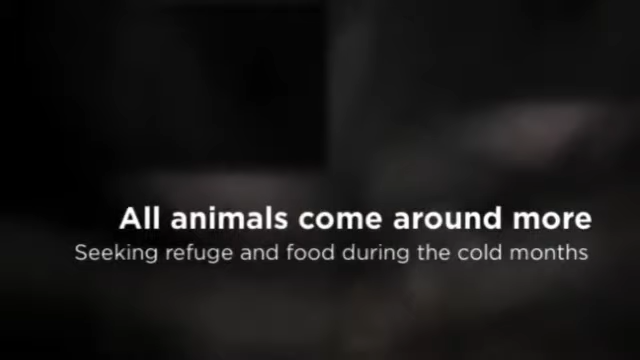 All animals come around more
Seeking refuge and food during the cold months